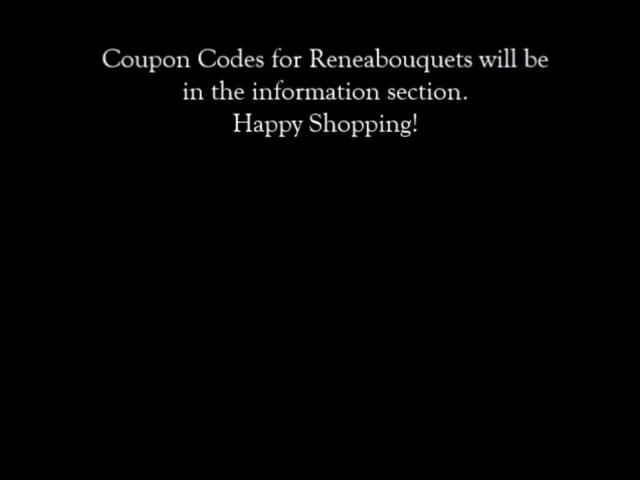 Coupon Codes for Reneabouquets will be
in the information section.
Happy Shopping!